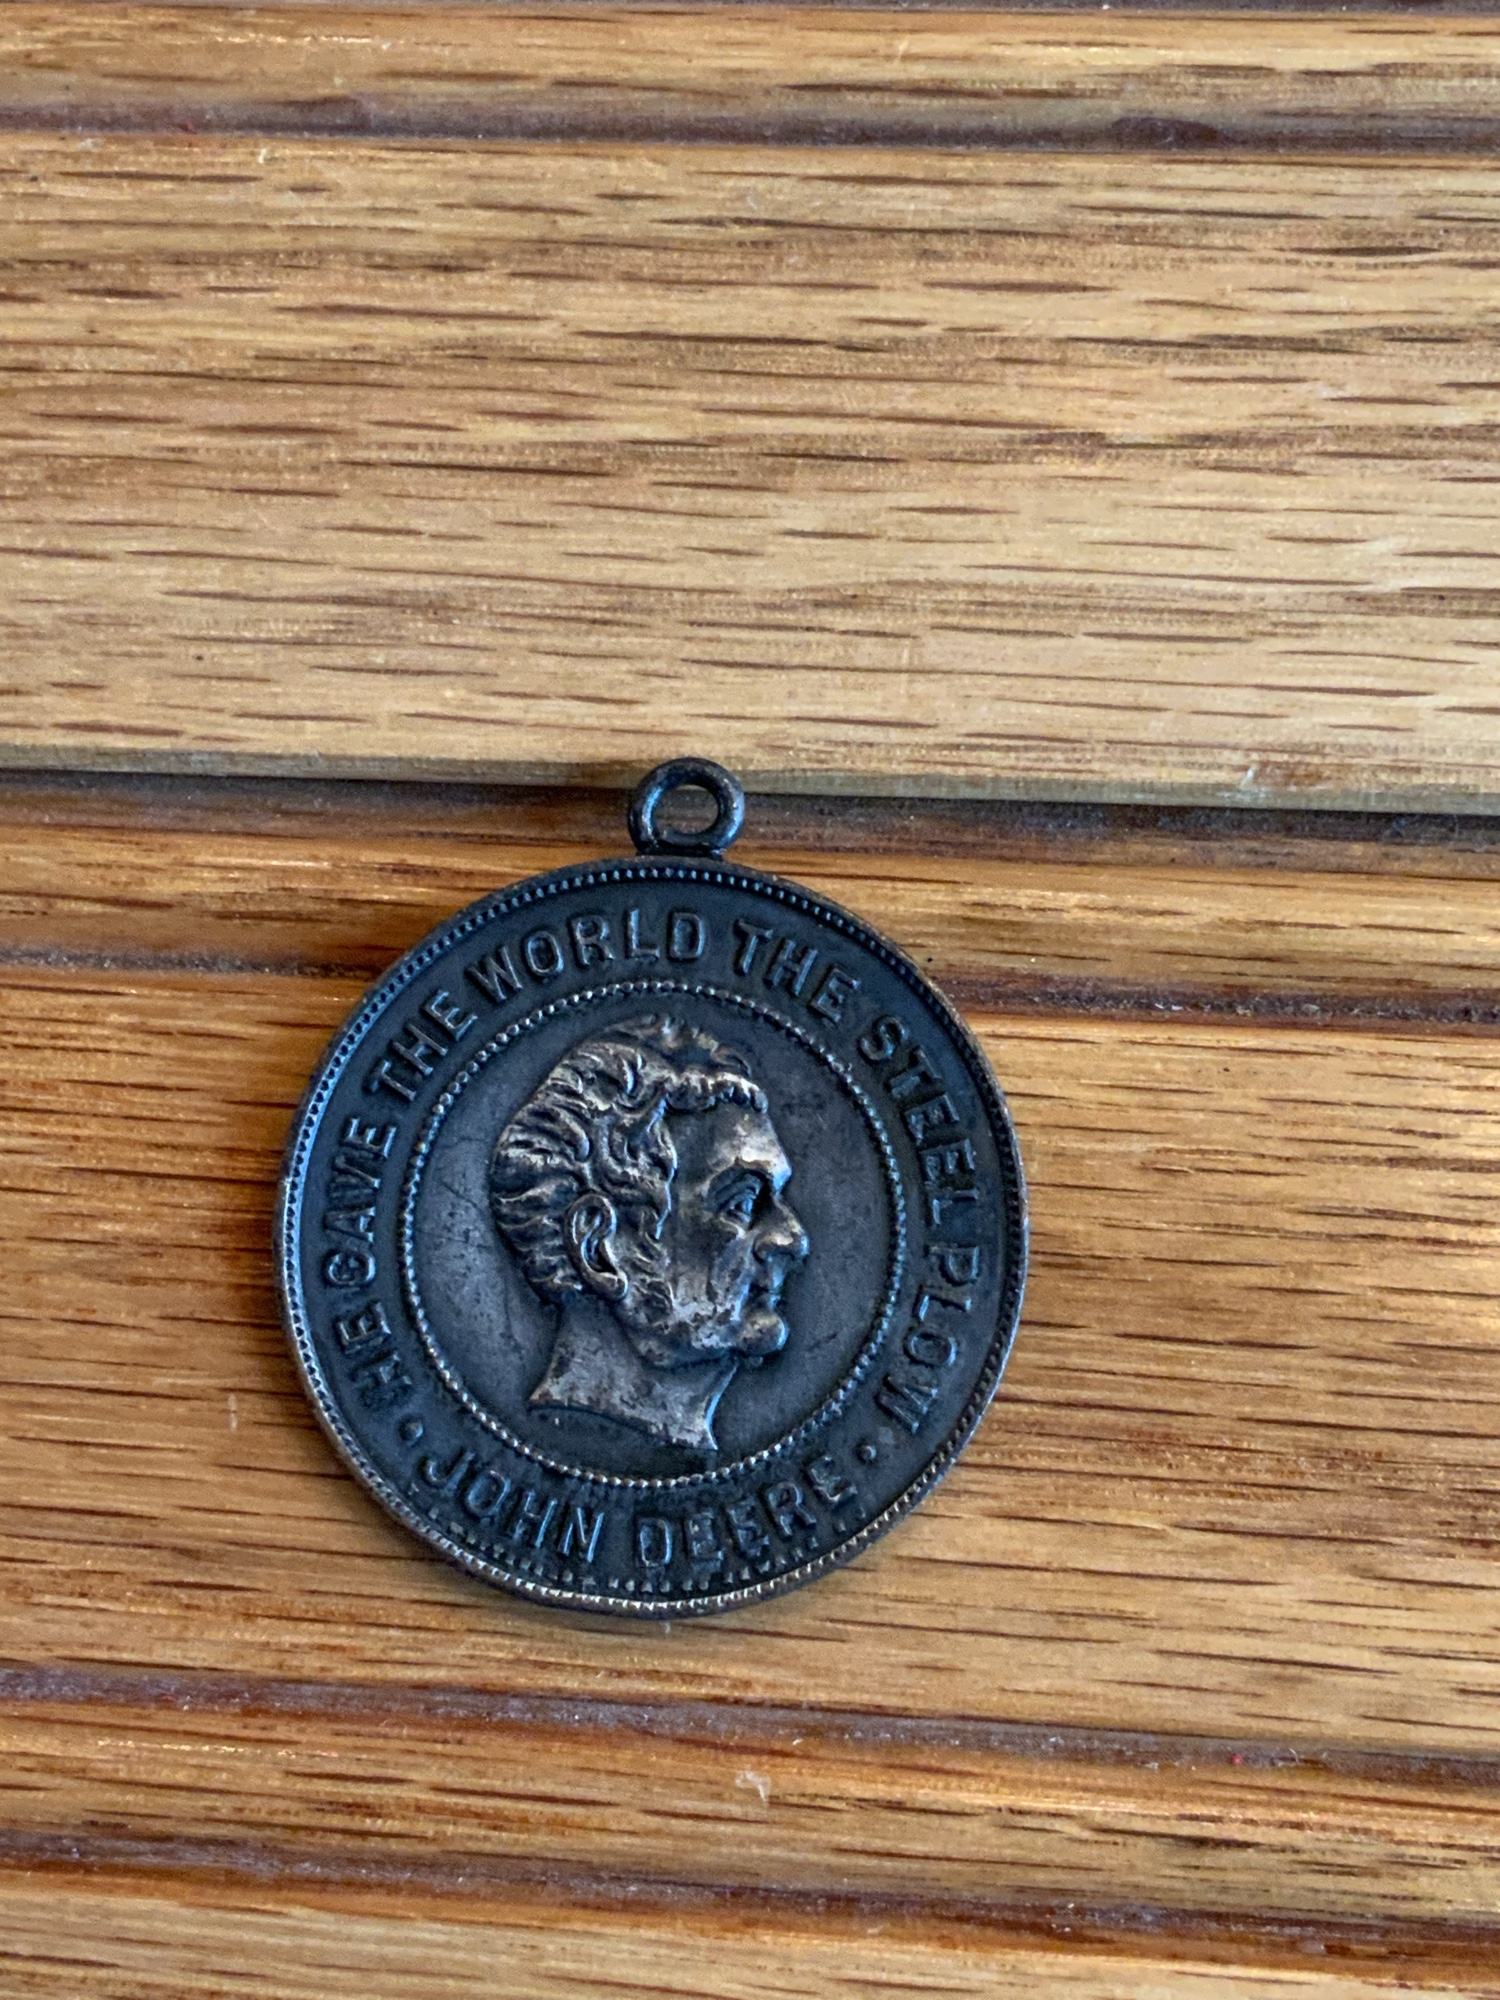 HE GAVE THE WORLD THE STEEL PLOW
• JOHN DEERE •